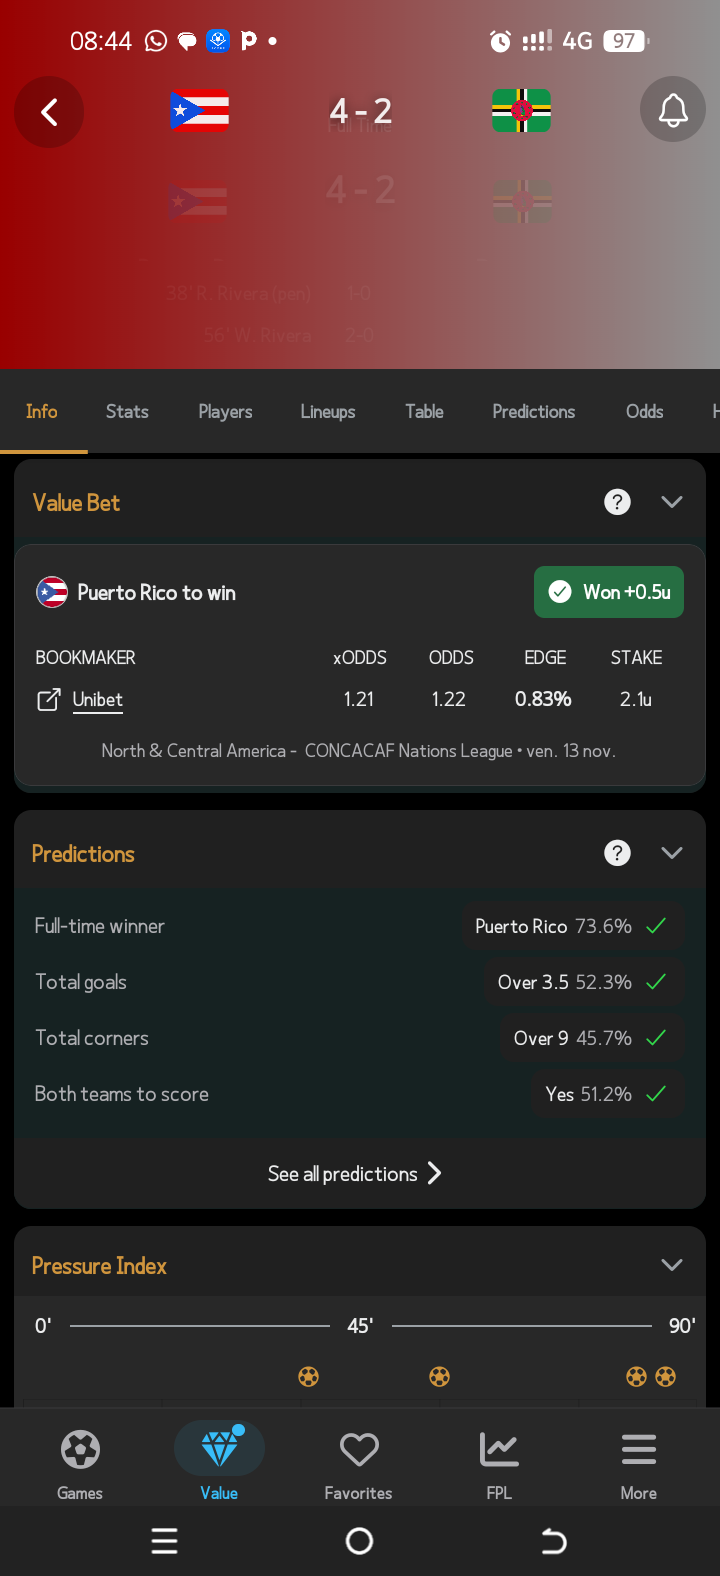 08:44 4G 97
4 - 2
Full Time
4 - 2
38' R. Rivera (pen) 1-0
56' W. Rivera 2-0
Info Stats Players Lineups Table Predictions Odds H
Value Bet ?
Puerto Rico to win Won +0.5u
BOOKMAKER xODDS ODDS EDGE STAKE
Unibet 1.21 1.22 0.83% 2.1u
North & Central America - CONCACAF Nations League • ven. 13 nov.
Predictions ?
Full-time winner Puerto Rico 73.6%
Total goals Over 3.5 52.3%
Total corners Over 9 45.7%
Both teams to score Yes 51.2%
See all predictions
Pressure Index
0' 45' 90'
Games Value Favorites FPL More